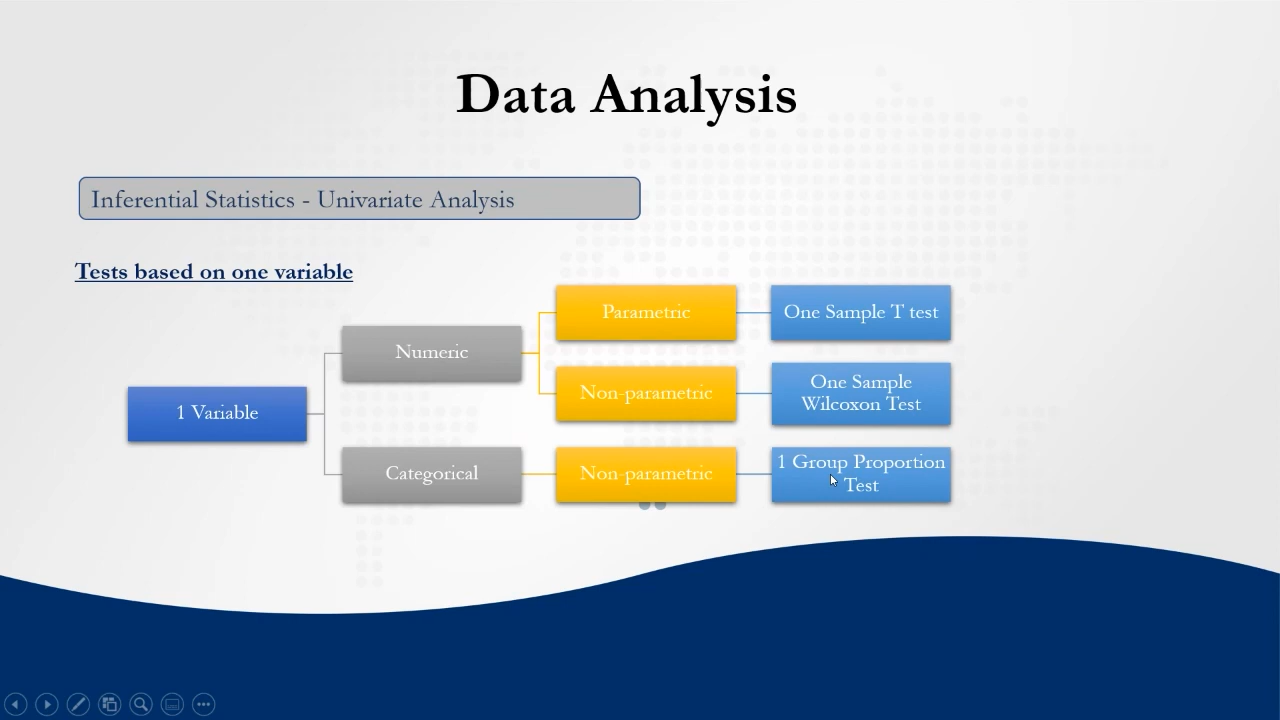 Data Analysis
Inferential Statistics - Univariate Analysis
Tests based on one variable
1 Variable
Numeric
Parametric
One Sample T test
Non-parametric
One Sample
Wilcoxon Test
Categorical
Non-parametric
1 Group Proportion
Test